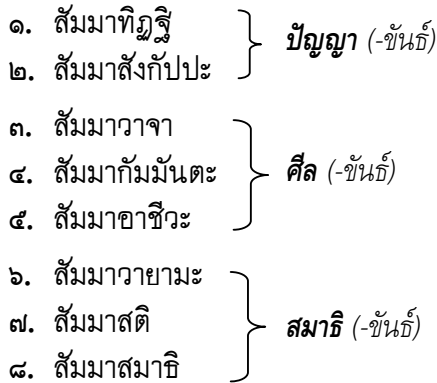 ๑. สัมมาทิฏฐิ
๒. สัมมาสังกัปปะ
ปัญญา (-ขันธ์)
๓. สัมมาวาจา
๔. สัมมากัมมันตะ
๕. สัมมาอาชีวะ
ศีล (-ขันธ์)
๖. สัมมาวายามะ
๗. สัมมาสติ
๘. สัมมาสมาธิ
สมาธิ (-ขันธ์)